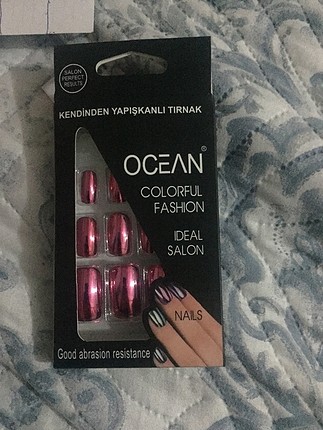 SALON
PERFECT
RESULTS
KENDİNDEN YAPIŞKANLI TIRNAK
OCEAN®
COLORFUL
FASHION
IDEAL
SALON
NAILS
Good abrasion resistance